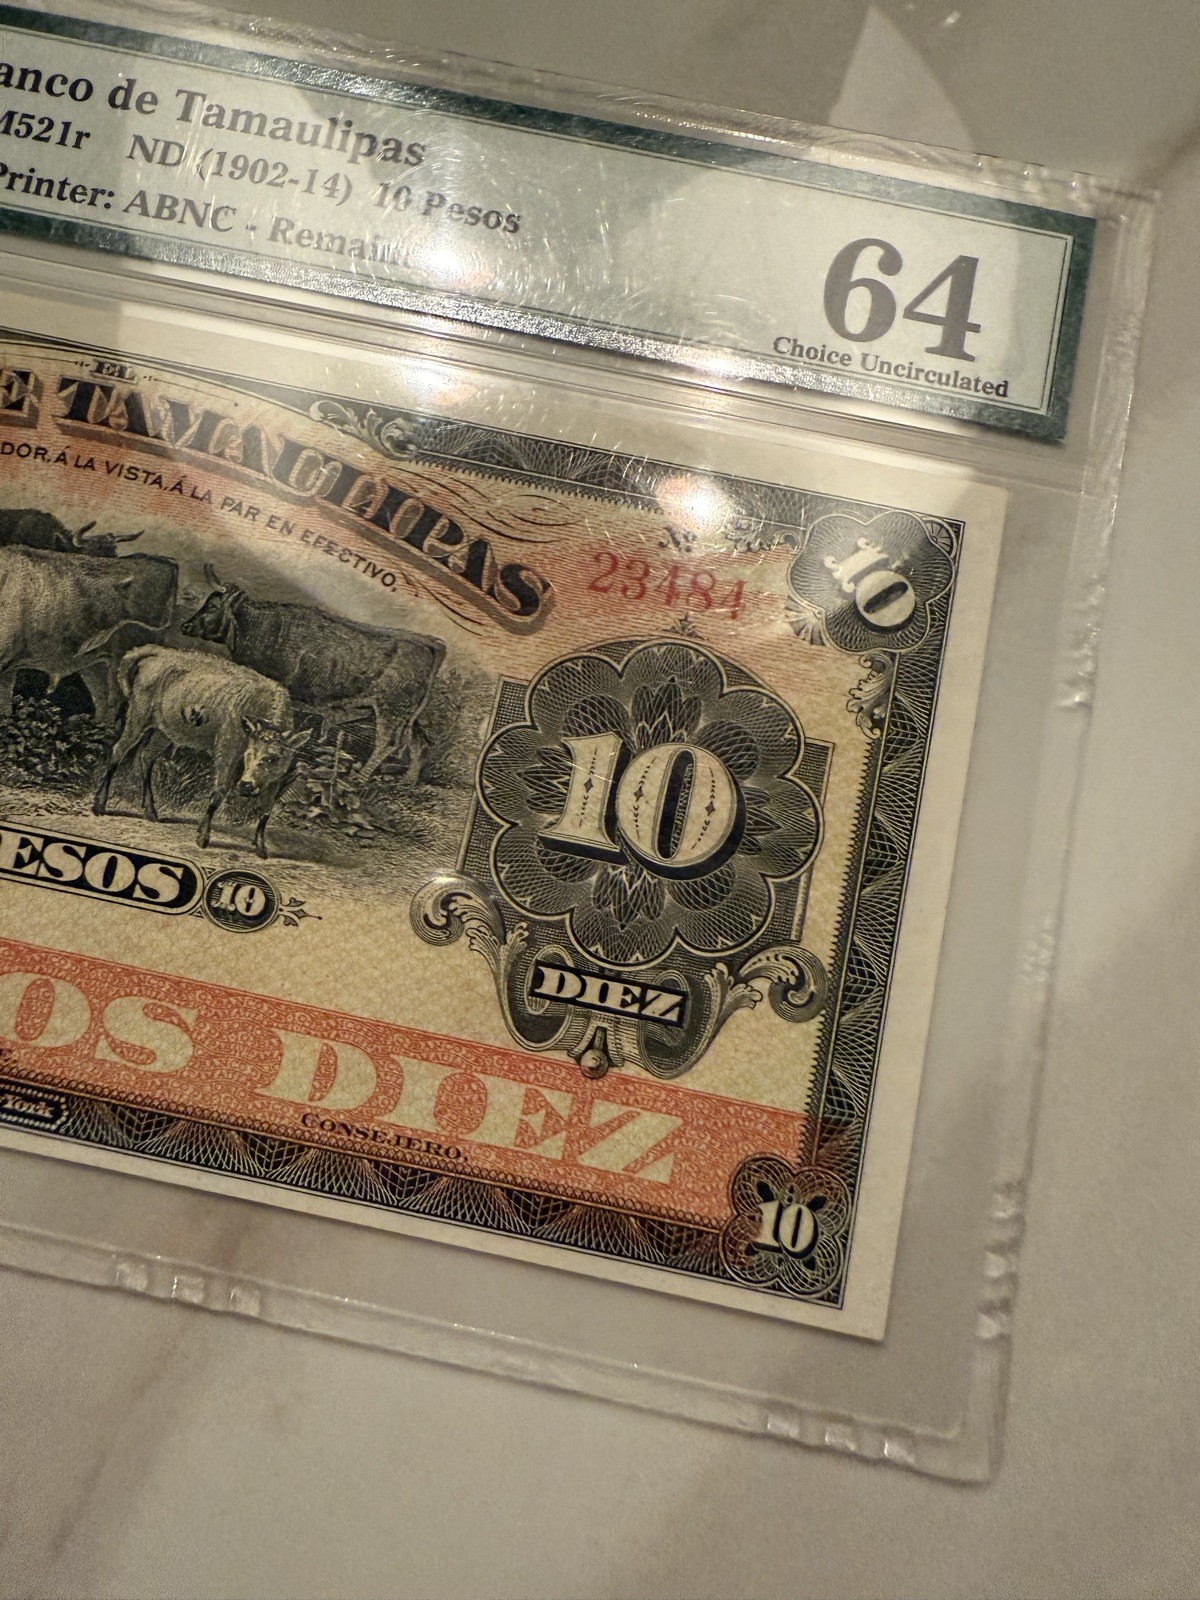 anco de Tamaulipas
M521r ND (1902-14) 10 Pesos
Printer: ABNC - Remain
64
Choice Uncirculated
EL
E TAMAULIPAS
DOR, Á LA VISTA, Á LA PAR EN EFECTIVO,
No
23484
10
10
DIEZ
ESOS 10
OS DIEZ
York
CONSEJERO.
10